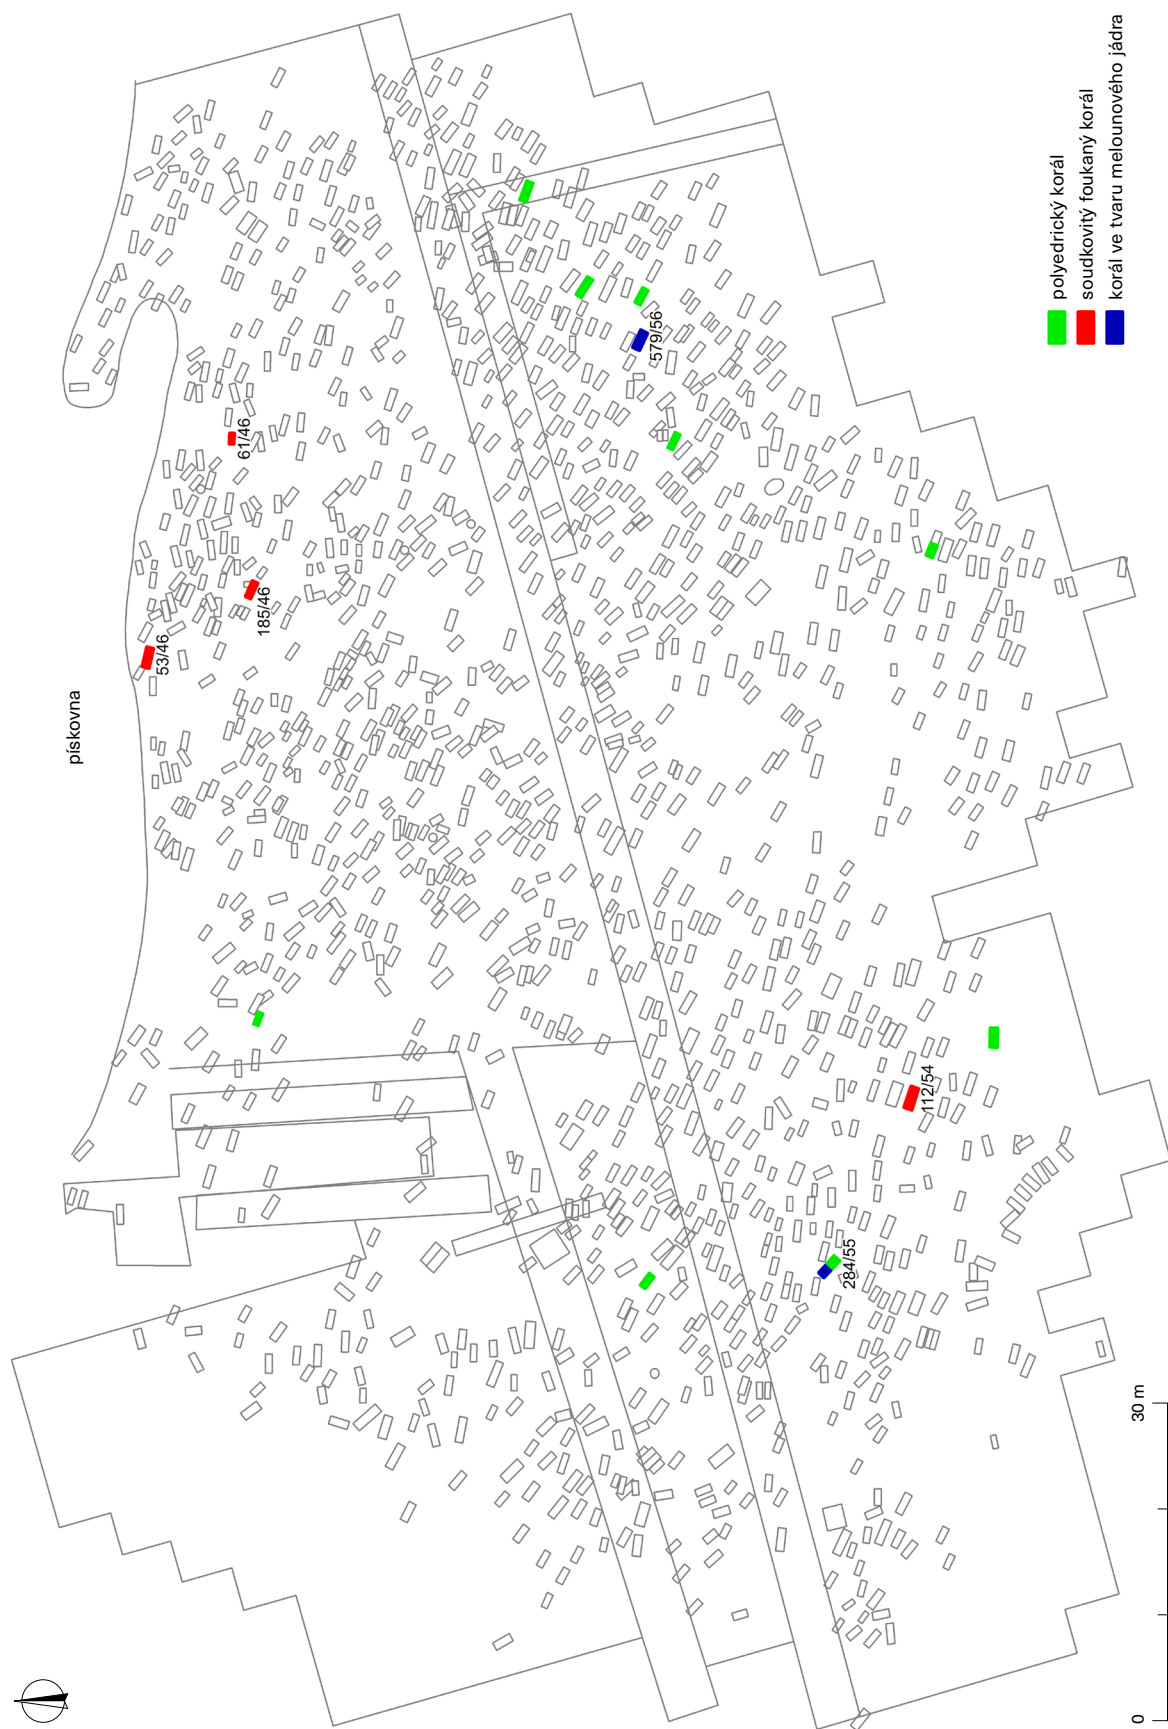 polyedrický korál
soudkovitý foukaný korál
korál ve tvaru melounového jádra
579/56
61/46
185/46
53/46
pískovna
112/54
284/55
0
30 m